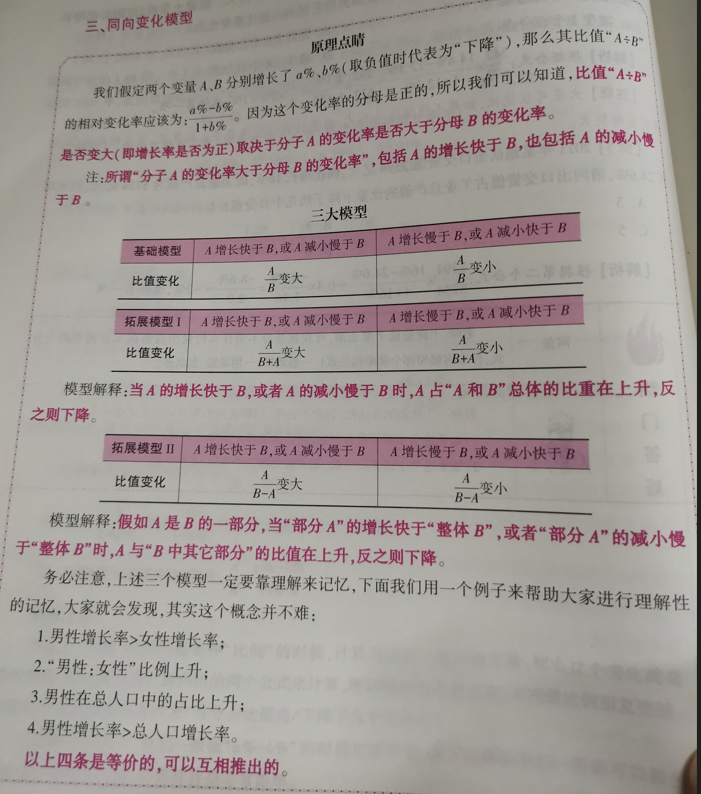 三、同向变化模型
原理点睛
我们假定两个变量 A、B 分别增长了 a%、b%(取负值时代表为“下降”),那么其比值“A÷B”
的相对变化率应该为:(a%-b%)/(1+b%)。因为这个变化率的分母是正的,所以我们可以知道,比值“A÷B”
是否变大(即增长率是否为正)取决于分子 A 的变化率是否大于分母 B 的变化率。
注:所谓“分子 A 的变化率大于分母 B 的变化率”,包括 A 的增长快于 B,也包括 A 的减小慢
于 B 。
三大模型
基础模型 A 增长快于 B,或 A 减小慢于 B A 增长慢于 B,或 A 减小快于 B
比值变化 A/B 变大 A/B 变小
拓展模型 I A 增长快于 B,或 A 减小慢于 B A 增长慢于 B,或 A 减小快于 B
比值变化 A/(B+A) 变大 A/(B+A) 变小
模型解释:当 A 的增长快于 B,或者 A 的减小慢于 B 时,A 占“A 和 B”总体的比重在上升,反
之则下降。
拓展模型 II A 增长快于 B,或 A 减小慢于 B A 增长慢于 B,或 A 减小快于 B
比值变化 A/(B-A) 变大 A/(B-A) 变小
模型解释:假如 A 是 B 的一部分,当“部分 A”的增长快于“整体 B”,或者“部分 A”的减小慢
于“整体 B”时,A 与“B 中其它部分”的比值在上升,反之则下降。
务必注意,上述三个模型一定要靠理解来记忆,下面我们用一个例子来帮助大家进行理解性
的记忆,大家就会发现,其实这个概念并不难:
1.男性增长率>女性增长率;
2.“男性:女性”比例上升;
3.男性在总人口中的占比上升;
4.男性增长率>总人口增长率。
以上四条是等价的,可以互相推出的。